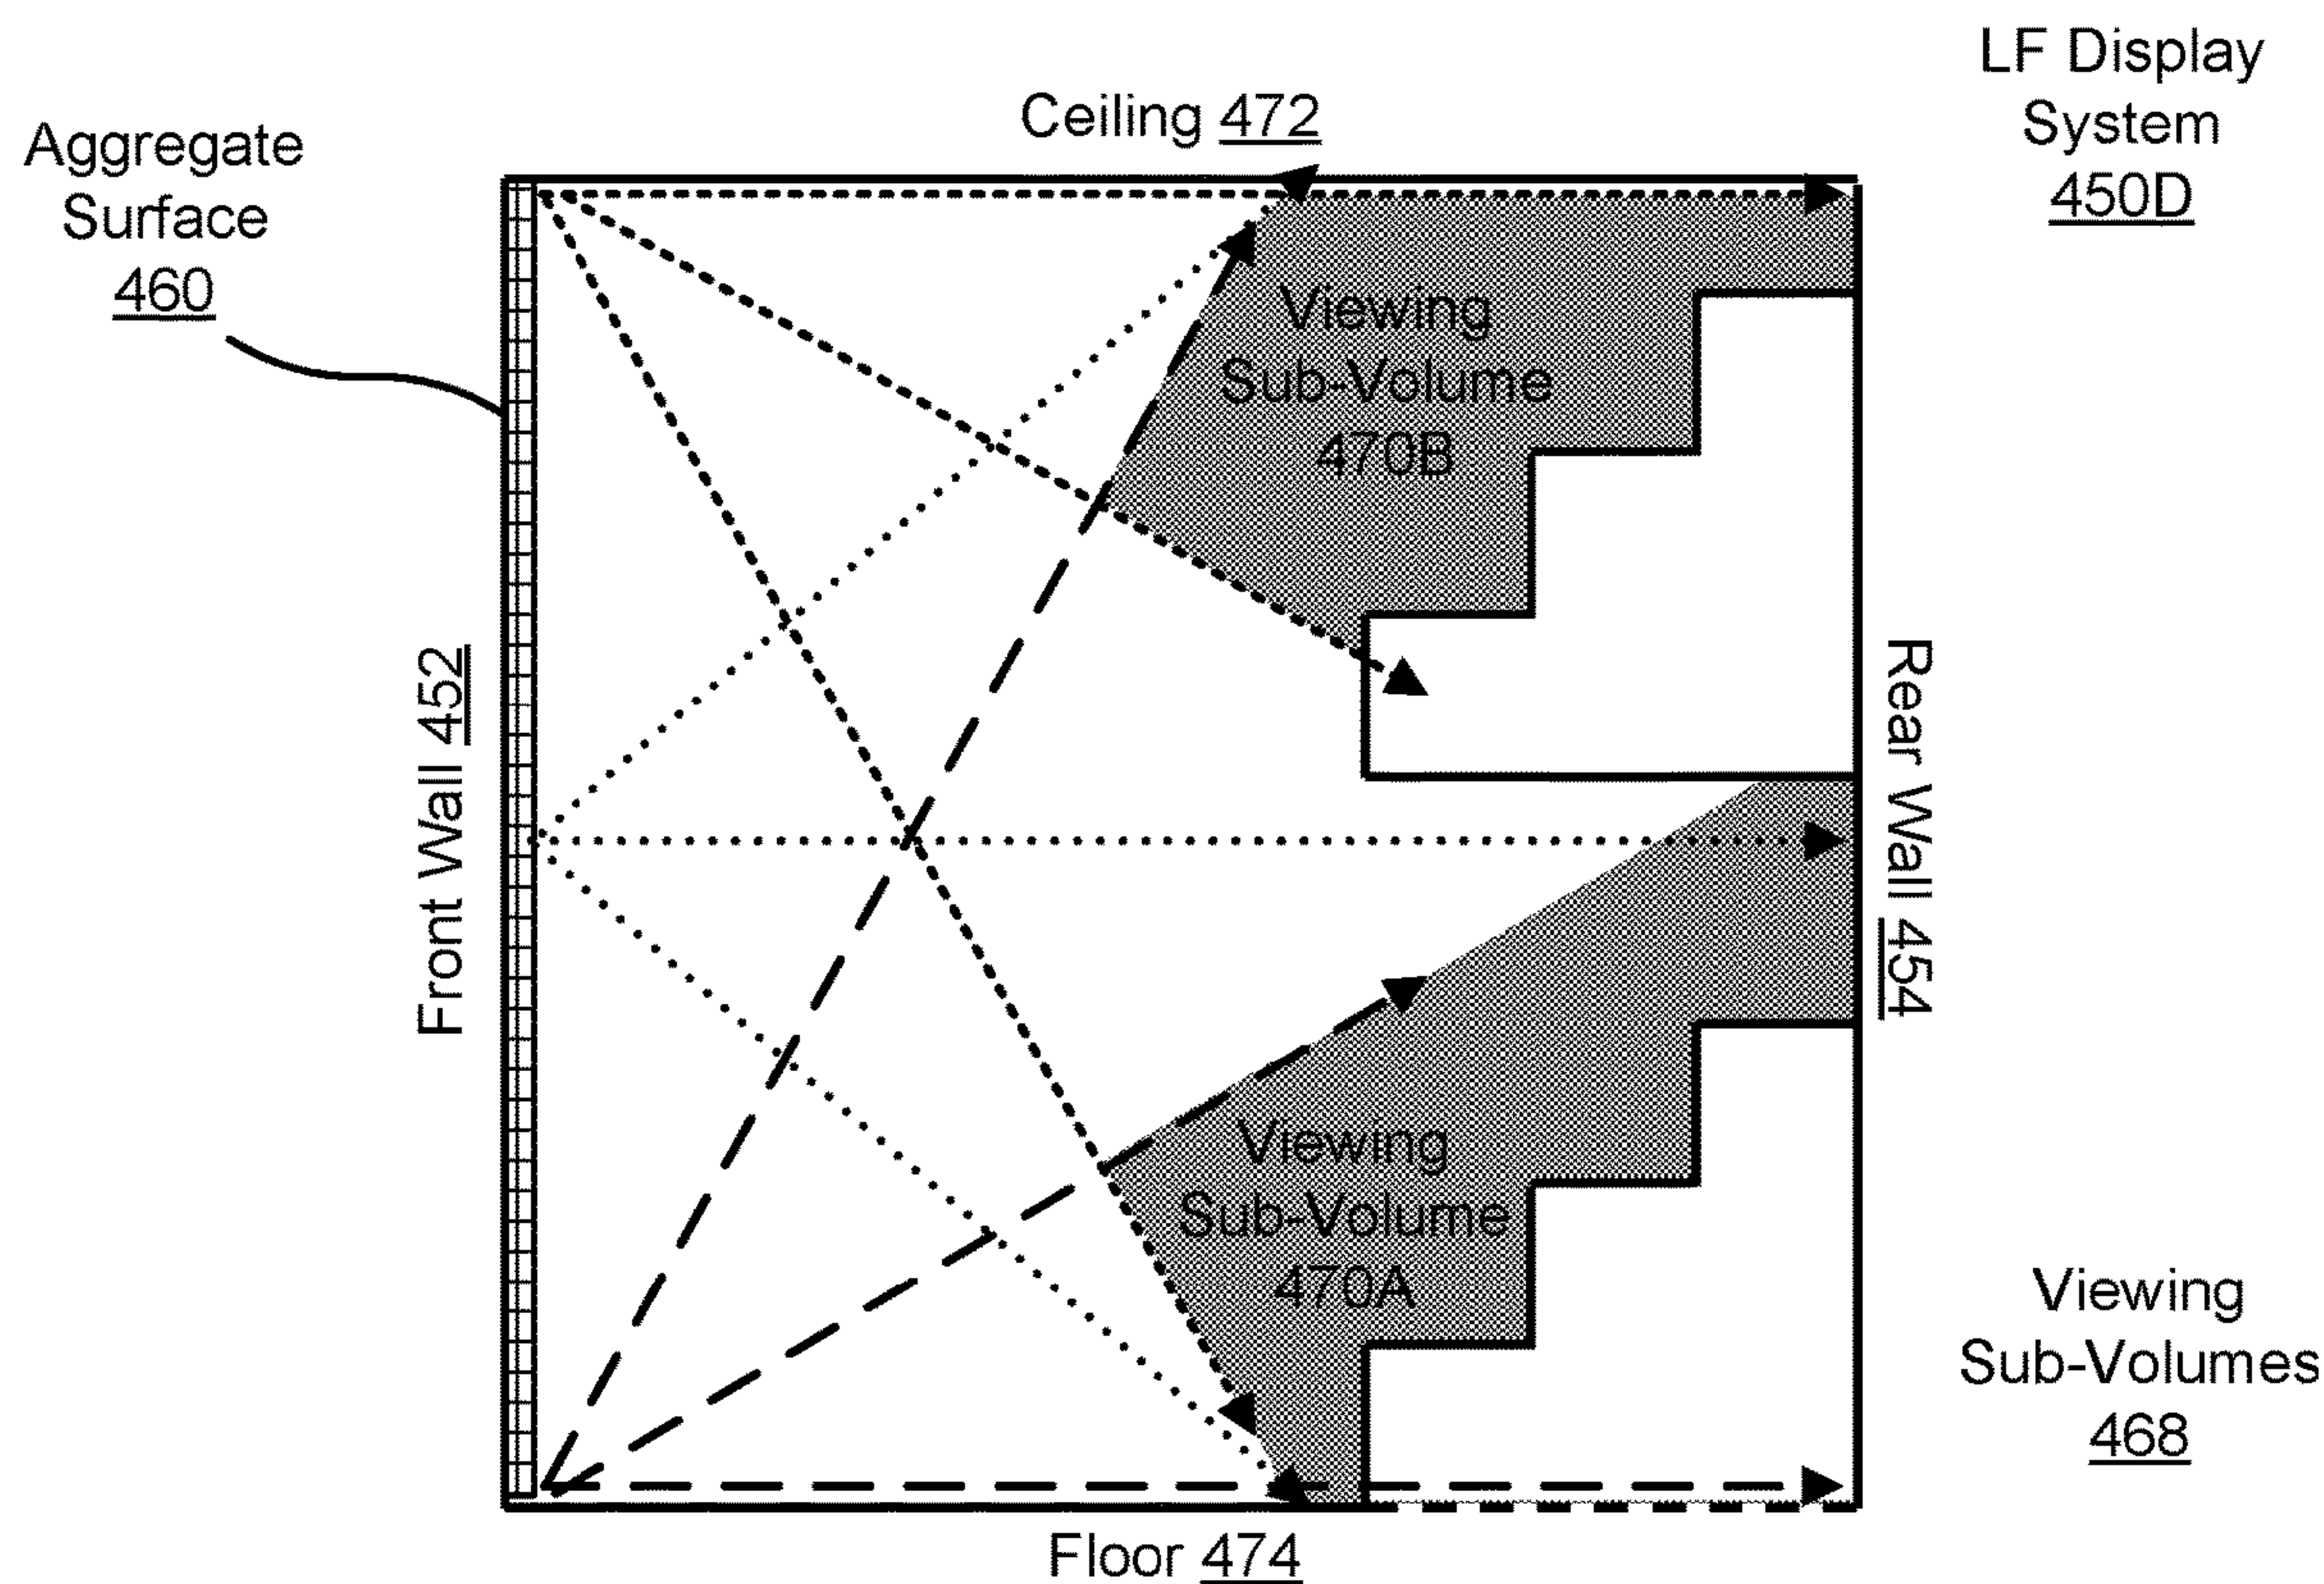 LF Display
System
450D
Ceiling 472
Aggregate
Surface
460
Viewing
Sub-Volume
470B
Front Wall 452
Rear Wall 454
Viewing
Sub-Volume
470A
Viewing
Sub-Volumes
468
Floor 474